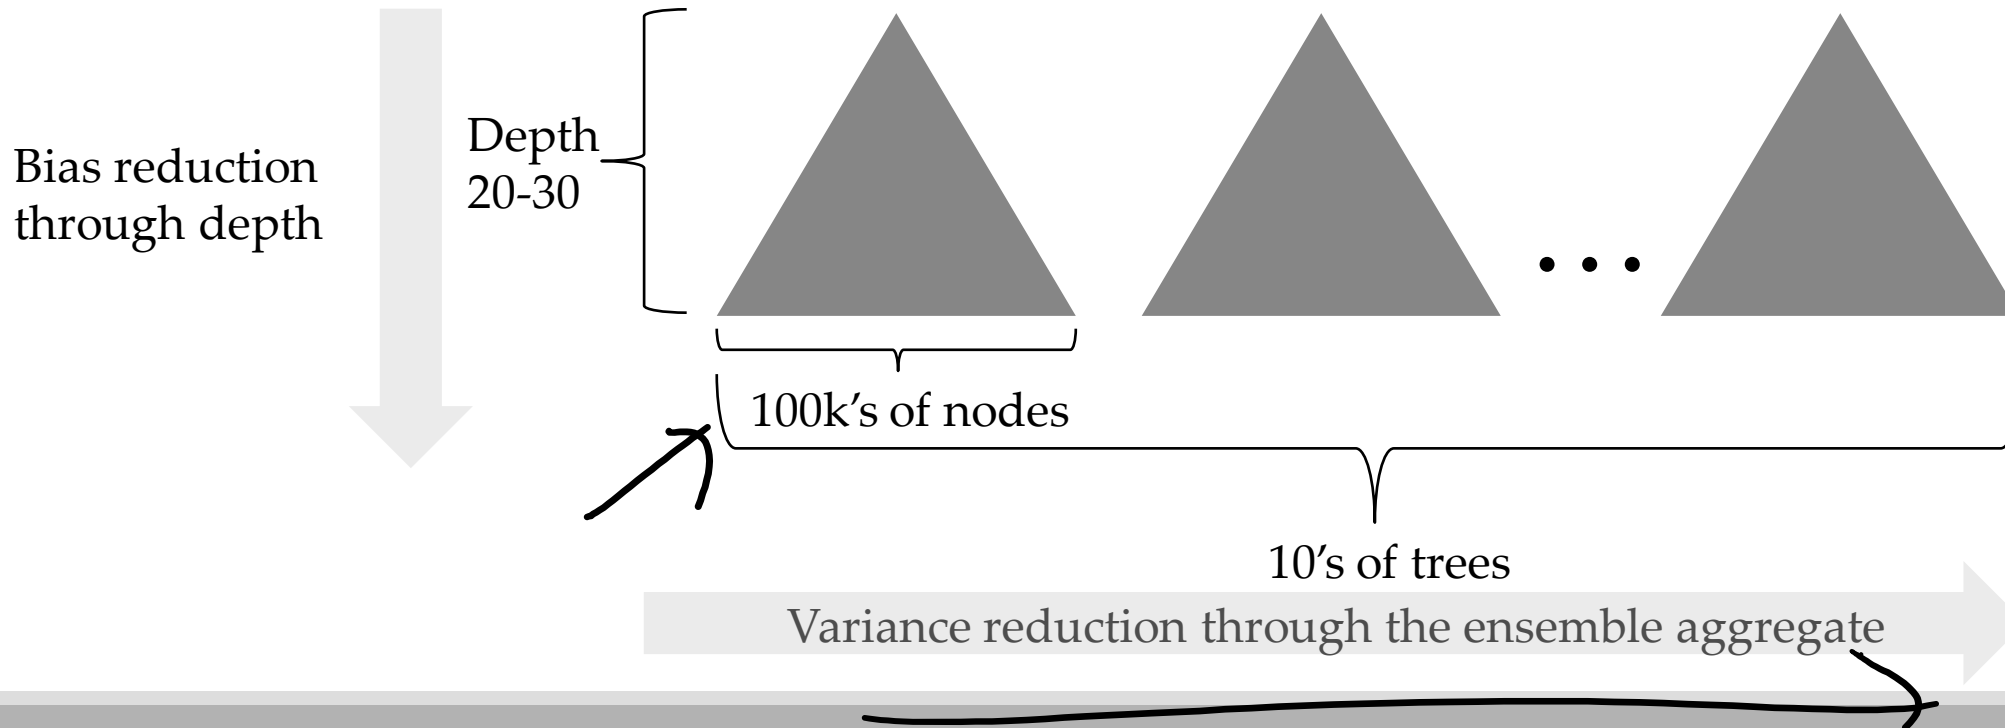 Bias reduction
through depth
Depth
20-30
• • •
100k’s of nodes
10’s of trees
Variance reduction through the ensemble aggregate